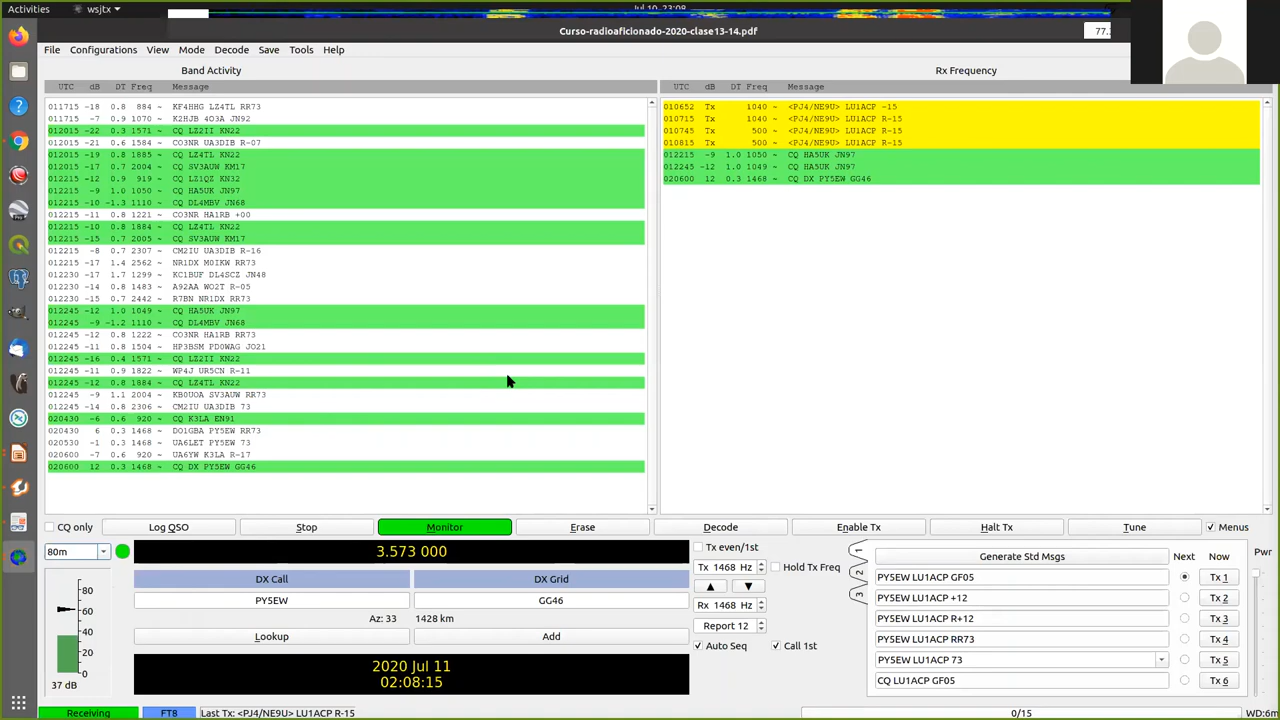 Activities
wsjtx
Jul 10, 23:08
Curso-radioaficionado-2020-clase13-14.pdf
77.
File Configurations View Mode Decode Save Tools Help
Band Activity
Rx Frequency
UTC dB DT Freq Message
011715 -18 0.8 884 ~ KF4HHG LZ4TL RR73
011715 -7 0.9 1070 ~ K2HJB 4O3A JN92
012015 -22 0.3 1571 ~ CQ LZ2II KN22
012015 -21 0.6 1584 ~ CO3NR UA3DIB R-07
012015 -19 0.8 1885 ~ CQ LZ4TL KN22
012015 -17 0.7 2004 ~ CQ SV3AUW KM17
012215 -12 0.9 919 ~ CQ LZ1QZ KN32
012215 -9 1.0 1050 ~ CQ HA5UK JN97
012215 -10 -1.3 1110 ~ CQ DL4MBV JN68
012215 -11 0.8 1221 ~ CO3NR HA1RB +00
012215 -10 0.8 1884 ~ CQ LZ4TL KN22
012215 -15 0.7 2005 ~ CQ SV3AUW KM17
012215 -8 0.6 2307 ~ CM2IU UA3DIB R-16
012215 -17 1.4 2562 ~ NR1DX M0IKW RR73
012230 -17 1.7 1299 ~ KC1BUF DL4SCZ JN48
012230 -14 0.8 1483 ~ A92AA WO2T R-05
012230 -15 0.7 2442 ~ R7BN NR1DX RR73
012245 -12 1.0 1049 ~ CQ HA5UK JN97
012245 -9 -1.2 1110 ~ CQ DL4MBV JN68
012245 -12 0.8 1222 ~ CO3NR HA1RB RR73
012245 -11 0.8 1504 ~ HP3BSM PD0WAG JO21
012245 -16 0.4 1571 ~ CQ LZ2II KN22
012245 -11 0.9 1822 ~ WP4J UR5CN R-11
012245 -12 0.8 1884 ~ CQ LZ4TL KN22
012245 -9 1.1 2004 ~ KB0UOA SV3AUW RR73
012245 -14 0.8 2306 ~ CM2IU UA3DIB 73
020430 -6 0.6 920 ~ CQ K3LA EN91
020430 6 0.3 1468 ~ DO1GBA PY5EW RR73
020530 -1 0.3 1468 ~ UA6LET PY5EW 73
020600 -7 0.6 920 ~ UA6YW K3LA R-17
020600 12 0.3 1468 ~ CQ DX PY5EW GG46
UTC dB DT Freq Message
010652 Tx 1040 ~ <PJ4/NE9U> LU1ACP -15
010715 Tx 1040 ~ <PJ4/NE9U> LU1ACP R-15
010745 Tx 500 ~ <PJ4/NE9U> LU1ACP R-15
010815 Tx 500 ~ <PJ4/NE9U> LU1ACP R-15
012215 -9 1.0 1050 ~ CQ HA5UK JN97
012245 -12 1.0 1049 ~ CQ HA5UK JN97
020600 12 0.3 1468 ~ CQ DX PY5EW GG46
CQ only Log QSO Stop Monitor Erase Decode Enable Tx Halt Tx Tune Menus
80m
3.573 000
DX Call DX Grid
PY5EW GG46
Az: 33 1428 km
Lookup Add
2020 Jul 11
02:08:15
80
60
40
20
0
37 dB
Tx even/1st
Tx 1468 Hz Hold Tx Freq
Rx 1468 Hz
Report 12
Auto Seq Call 1st
1
2
3
Generate Std Msgs Next Now Pwr
PY5EW LU1ACP GF05 Tx 1
PY5EW LU1ACP +12 Tx 2
PY5EW LU1ACP R+12 Tx 3
PY5EW LU1ACP RR73 Tx 4
PY5EW LU1ACP 73 Tx 5
CQ LU1ACP GF05 Tx 6
Receiving FT8 Last Tx: <PJ4/NE9U> LU1ACP R-15 0/15 WD:6m